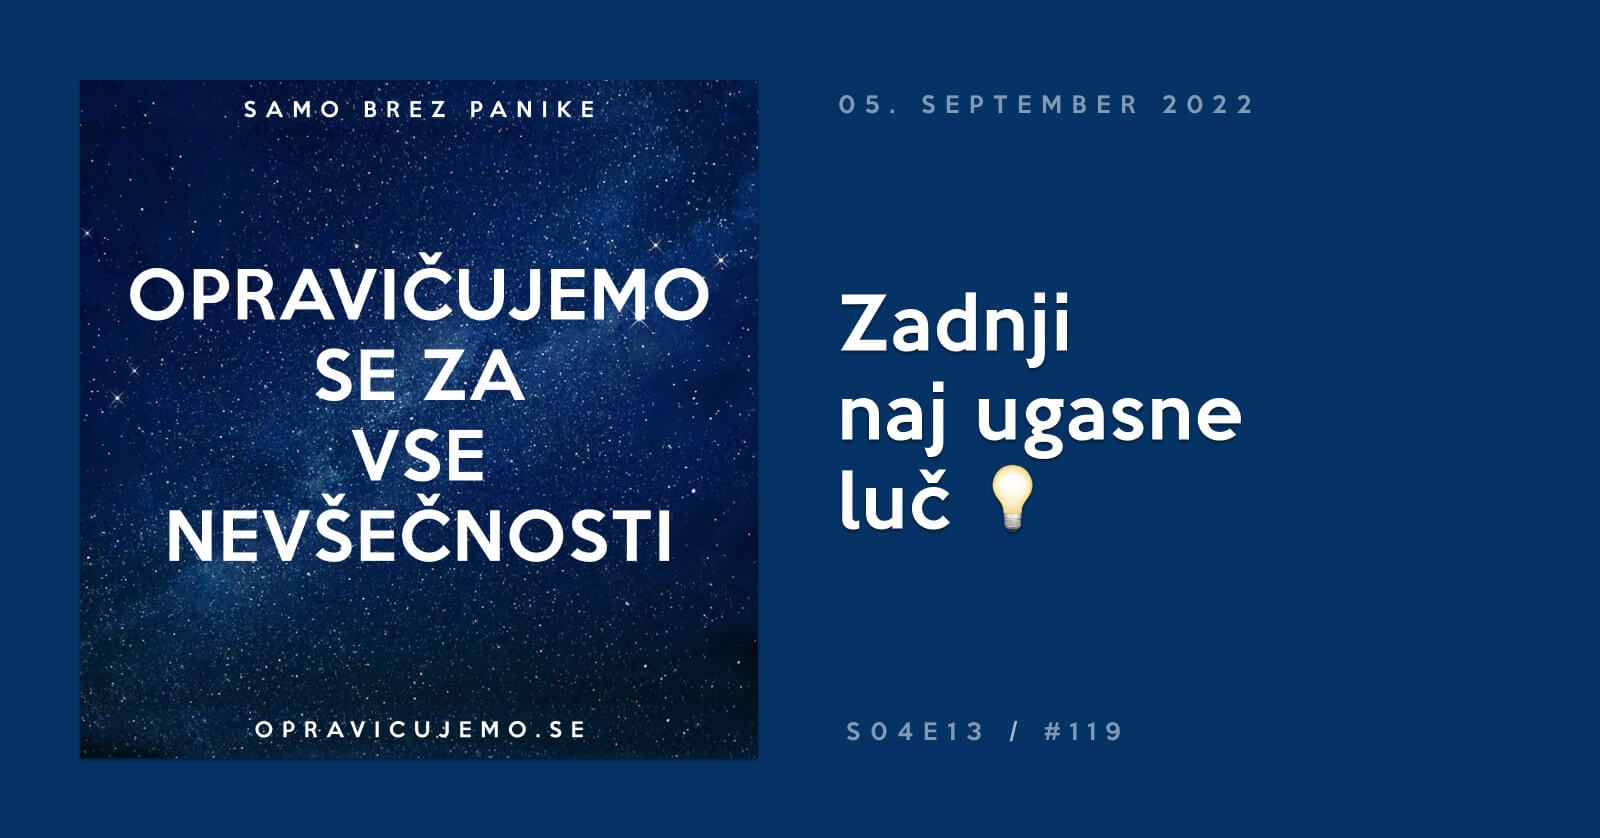 SAMO BREZ PANIKE
OPRAVIČUJEMO
SE ZA
VSE
NEVŠEČNOSTI
OPRAVICUJEMO.SE
05. SEPTEMBER 2022
Zadnji
naj ugasne
luč 💡
S04E13 / #119